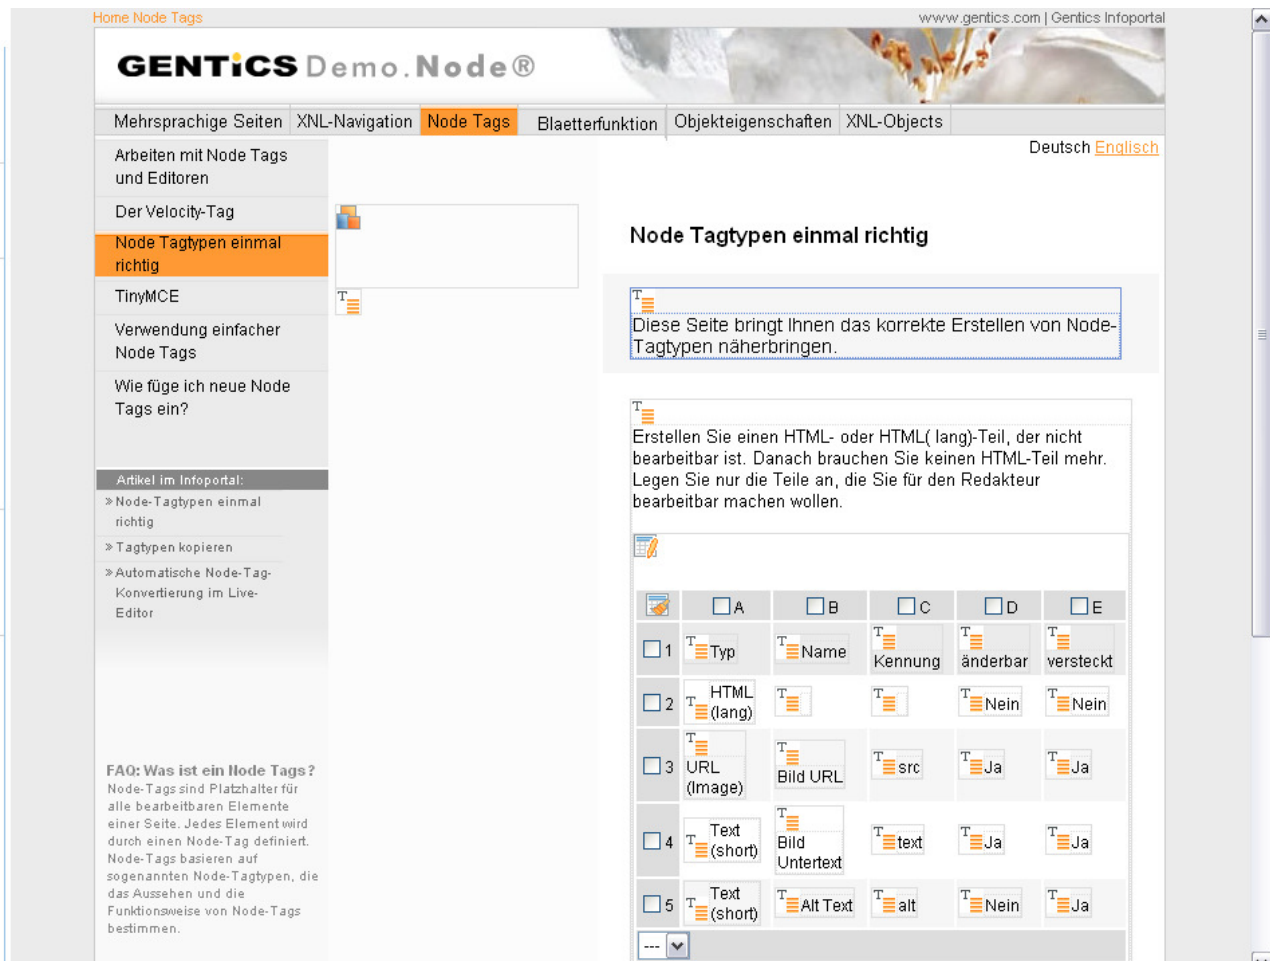 Home Node Tags
www.gentics.com | Gentics Infoportal
GENTiCS Demo.Node®
Mehrsprachige Seiten XNL-Navigation Node Tags Blaetterfunktion Objekteigenschaften XNL-Objects
Deutsch Englisch
Arbeiten mit Node Tags
und Editoren
Der Velocity-Tag
Node Tagtypen einmal
richtig
TinyMCE
Verwendung einfacher
Node Tags
Wie füge ich neue Node
Tags ein?
Artikel im Infoportal:
» Node-Tagtypen einmal
richtig
» Tagtypen kopieren
» Automatische Node-Tag-
Konvertierung im Live-
Editor
FAQ: Was ist ein Node Tags?
Node-Tags sind Platzhalter für
alle bearbeitbaren Elemente
einer Seite. Jedes Element wird
durch einen Node-Tag definiert.
Node-Tags basieren auf
sogenannten Node-Tagtypen, die
das Aussehen und die
Funktionsweise von Node-Tags
bestimmen.
Node Tagtypen einmal richtig
Diese Seite bringt Ihnen das korrekte Erstellen von Node-
Tagtypen näherbringen.
Erstellen Sie einen HTML- oder HTML( lang)-Teil, der nicht
bearbeitbar ist. Danach brauchen Sie keinen HTML-Teil mehr.
Legen Sie nur die Teile an, die Sie für den Redakteur
bearbeitbar machen wollen.
A B C D E
1 Typ Name Kennung änderbar versteckt
2 HTML (lang) Nein Nein
3 URL (Image) Bild URL src Ja Ja
4 Text (short) Bild Untertext text Ja Ja
5 Text (short) Alt Text alt Nein Ja
---